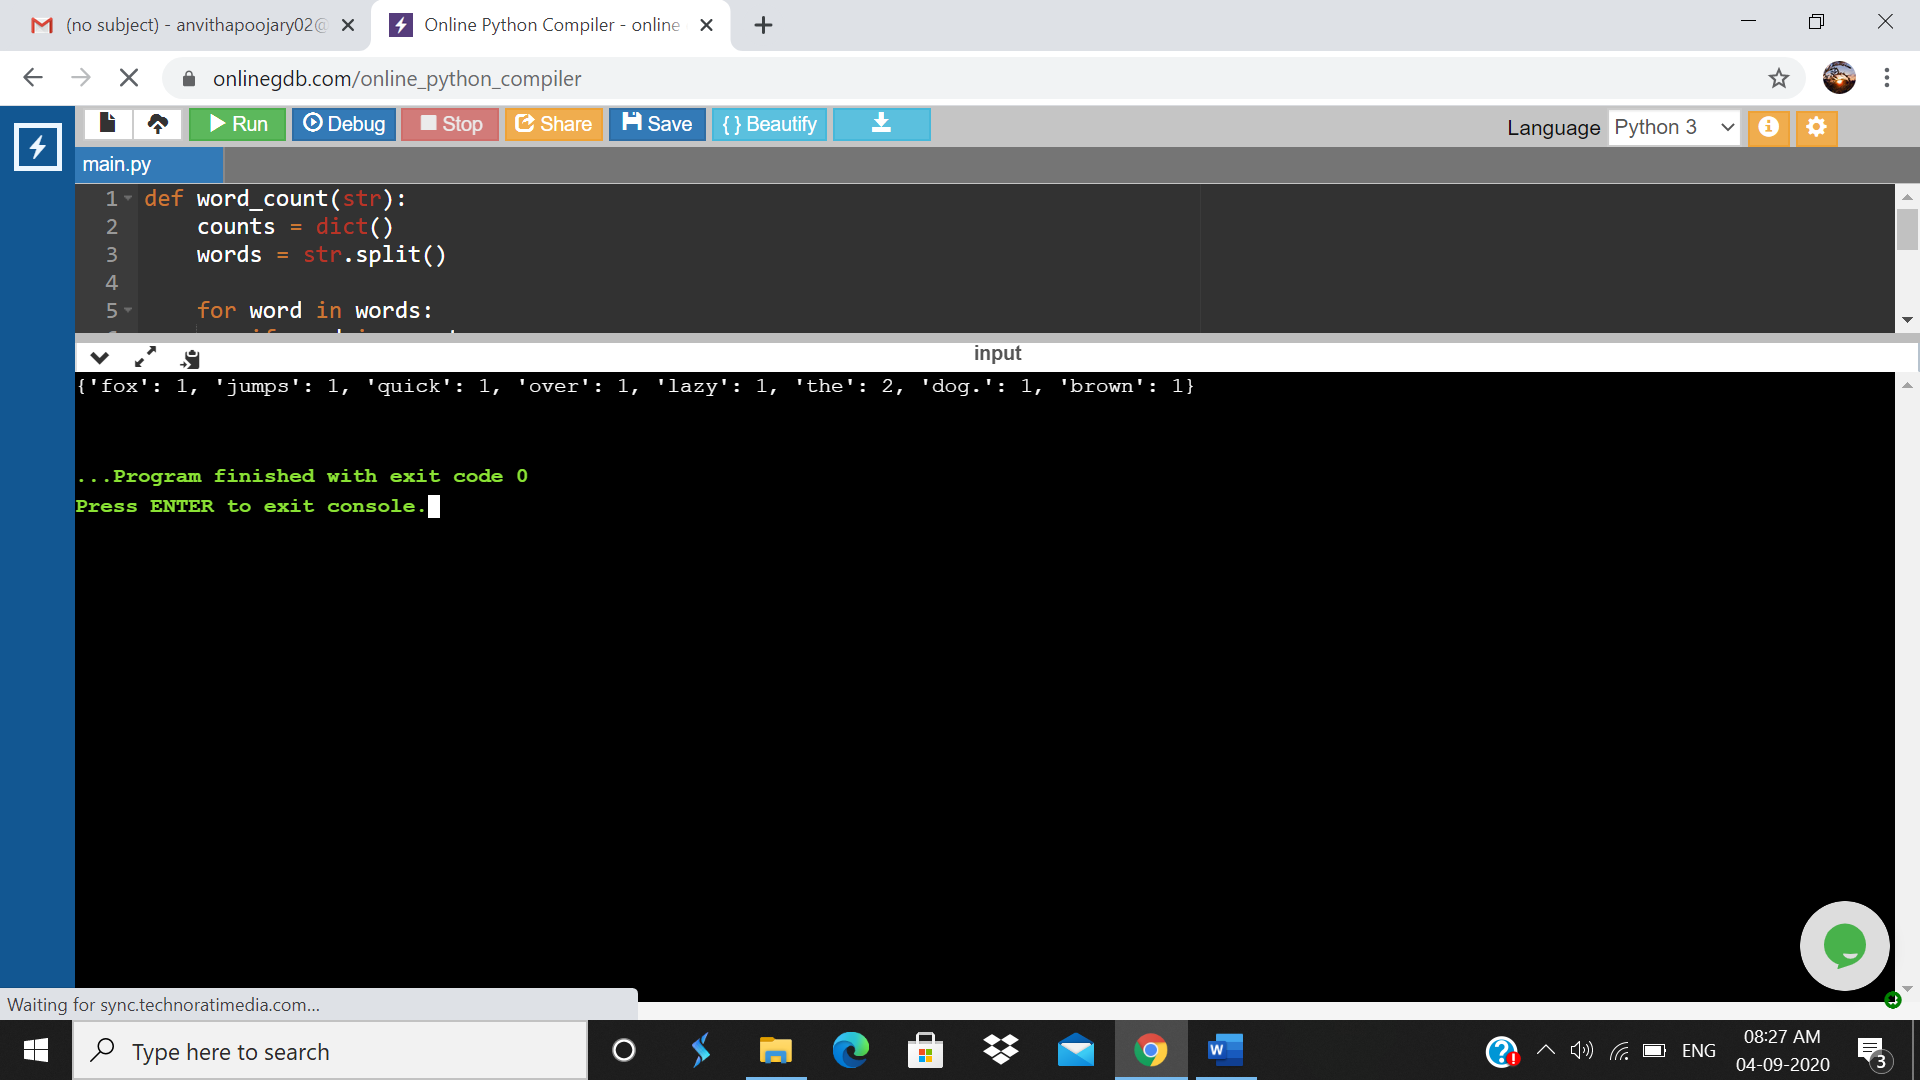 (no subject) - anvithapoojary02@
Online Python Compiler - online
onlinegdb.com/online_python_compiler
Run Debug Stop Share Save { } Beautify
Language Python 3
main.py
1 def word_count(str):
2 counts = dict()
3 words = str.split()
4
5 for word in words:
input
{'fox': 1, 'jumps': 1, 'quick': 1, 'over': 1, 'lazy': 1, 'the': 2, 'dog.': 1, 'brown': 1}
...Program finished with exit code 0
Press ENTER to exit console.
Waiting for sync.technoratimedia.com...
Type here to search
ENG
08:27 AM
04-09-2020
3